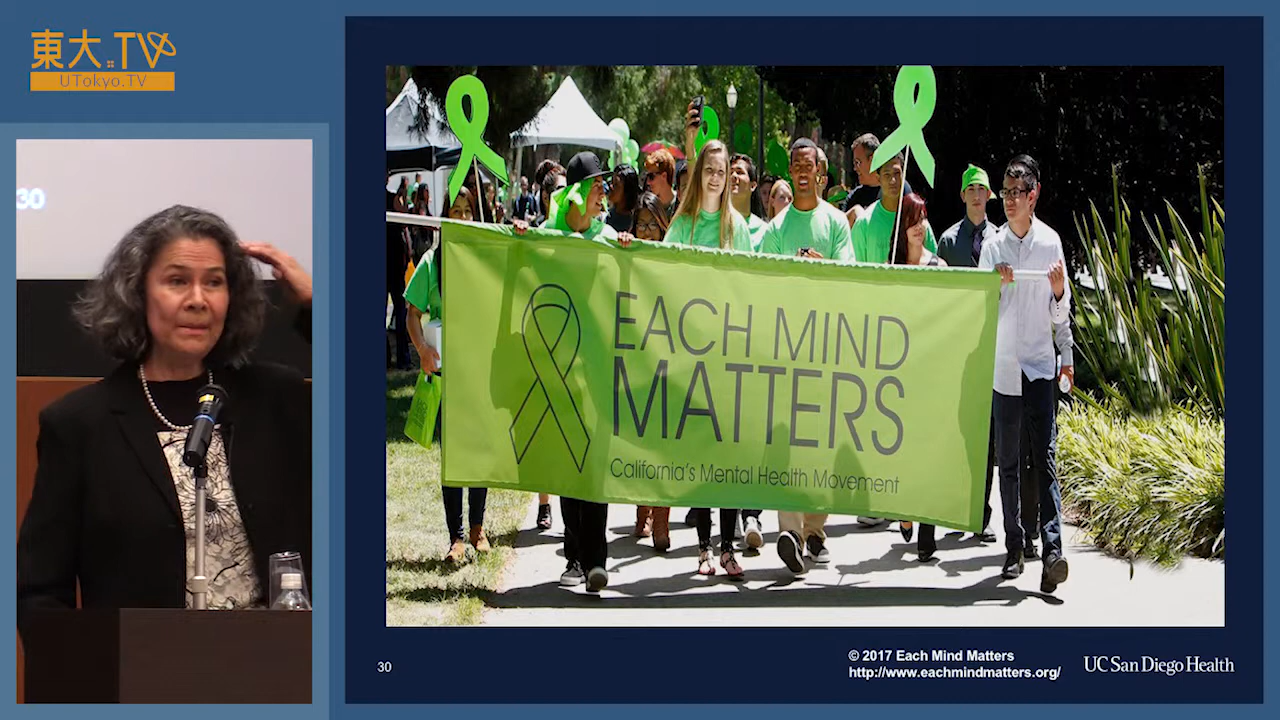 東大TV
UTokyo.TV
30
EACH MIND
MATTERS
California's Mental Health Movement
30
© 2017 Each Mind Matters
http://www.eachmindmatters.org/
UC San Diego Health